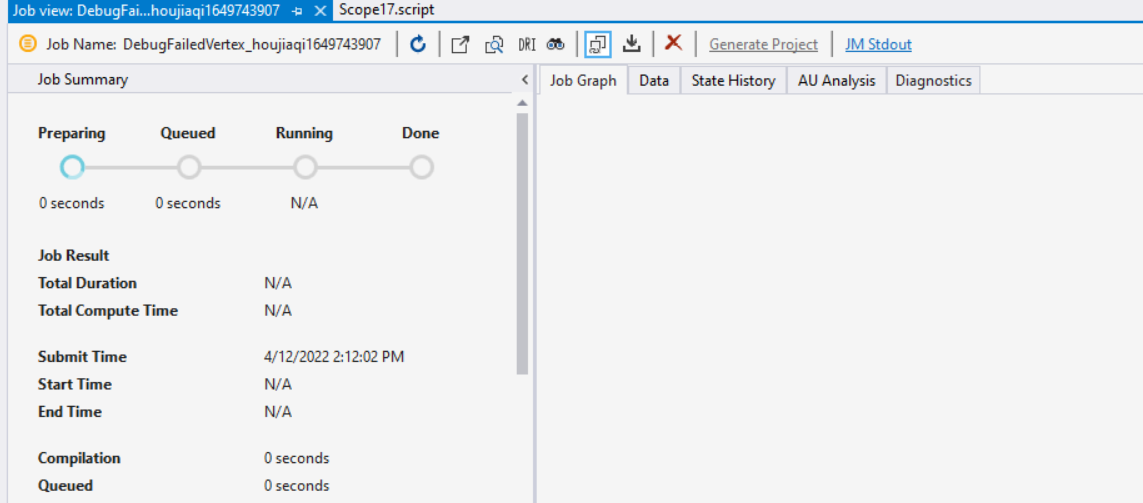 Job view: DebugFai...houjiaqi1649743907 Scope17.script
Job Name: DebugFailedVertex_houjiaqi1649743907 DRI Generate Project JM Stdout
Job Summary
Job Graph Data State History AU Analysis Diagnostics
Preparing Queued Running Done
0 seconds 0 seconds N/A
Job Result
Total Duration N/A
Total Compute Time N/A
Submit Time 4/12/2022 2:12:02 PM
Start Time N/A
End Time N/A
Compilation 0 seconds
Queued 0 seconds